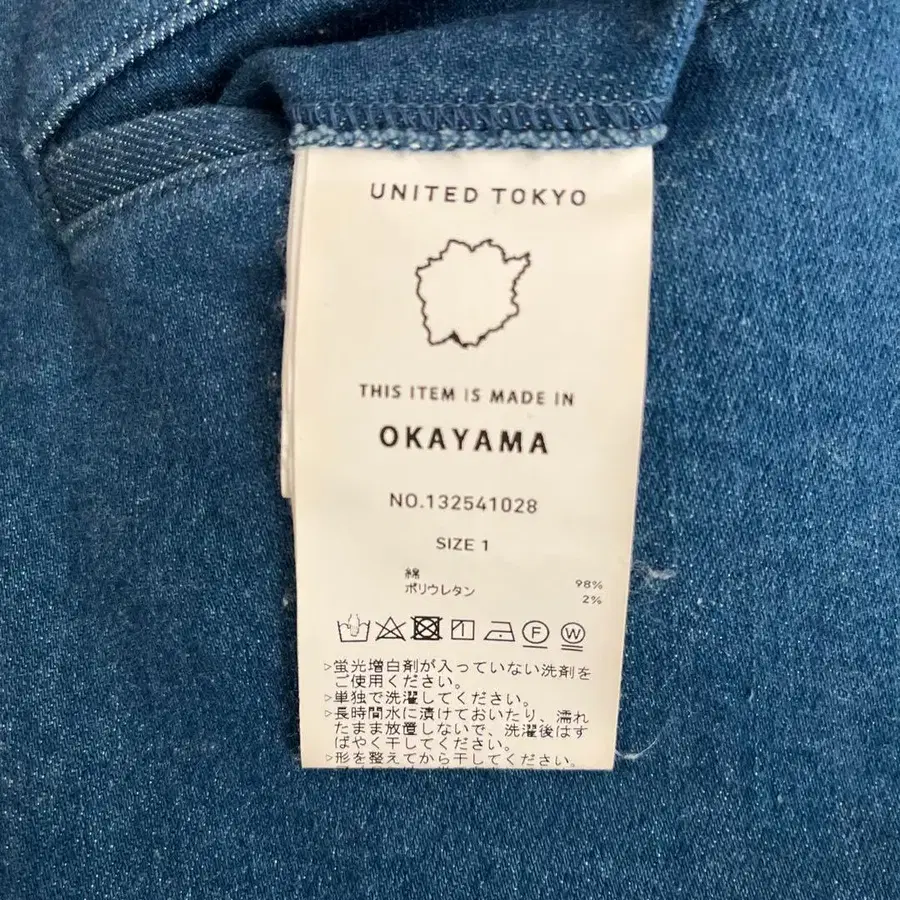 UNITED TOKYO
THIS ITEM IS MADE IN
OKAYAMA
NO.132541028
SIZE 1
綿 98%
ポリウレタン 2%
1 F W
▷蛍光増白剤が入っていない洗剤を
ご使用ください。
▷単独で洗濯してください。
▷長時間水に漬けておいたり、濡れ
たまま放置しないで、洗濯後はす
ばやく干してください。
▷形を整えてから干してください。